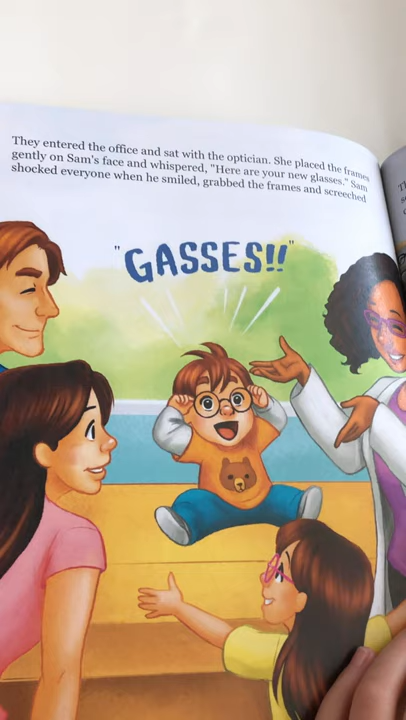 They entered the office and sat with the optician. She placed the frames
gently on Sam's face and whispered, "Here are your new glasses." Sam
shocked everyone when he smiled, grabbed the frames and screeched
"GASSES!!"